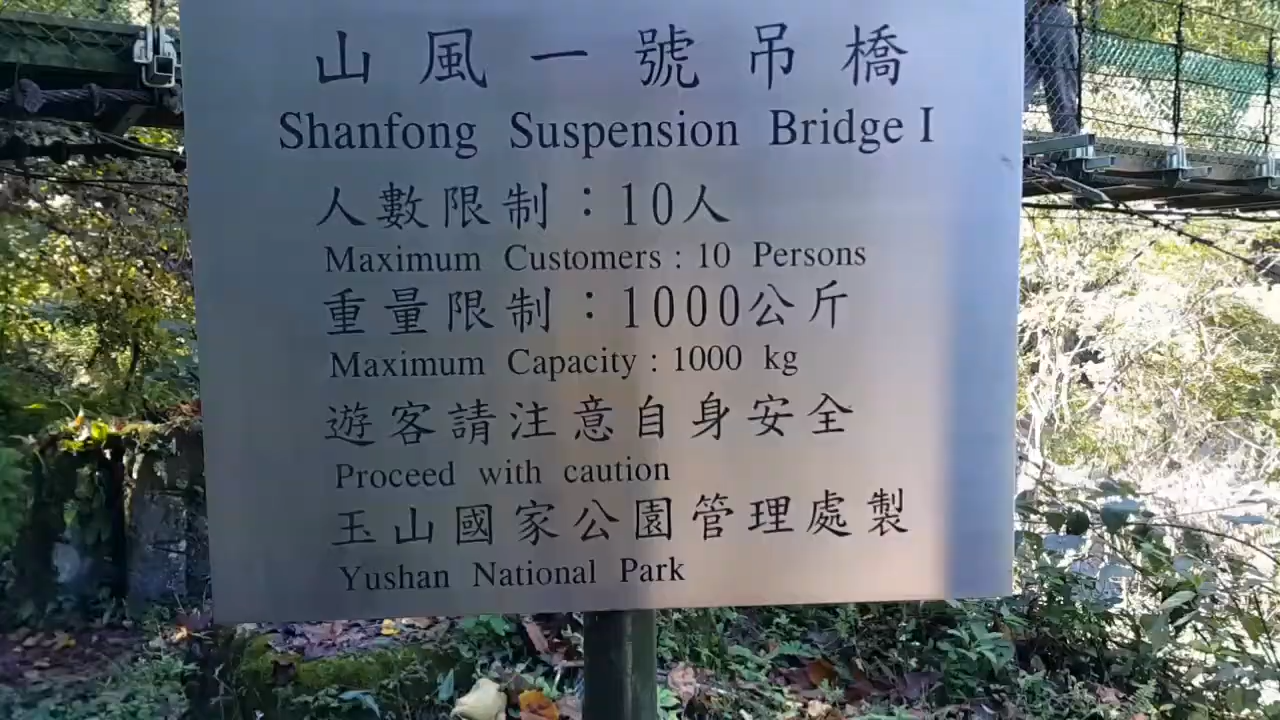 山風一號吊橋
Shanfong Suspension Bridge I
人數限制：10人
Maximum Customers : 10 Persons
重量限制：1000公斤
Maximum Capacity : 1000 kg
遊客請注意自身安全
Proceed with caution
玉山國家公園管理處製
Yushan National Park